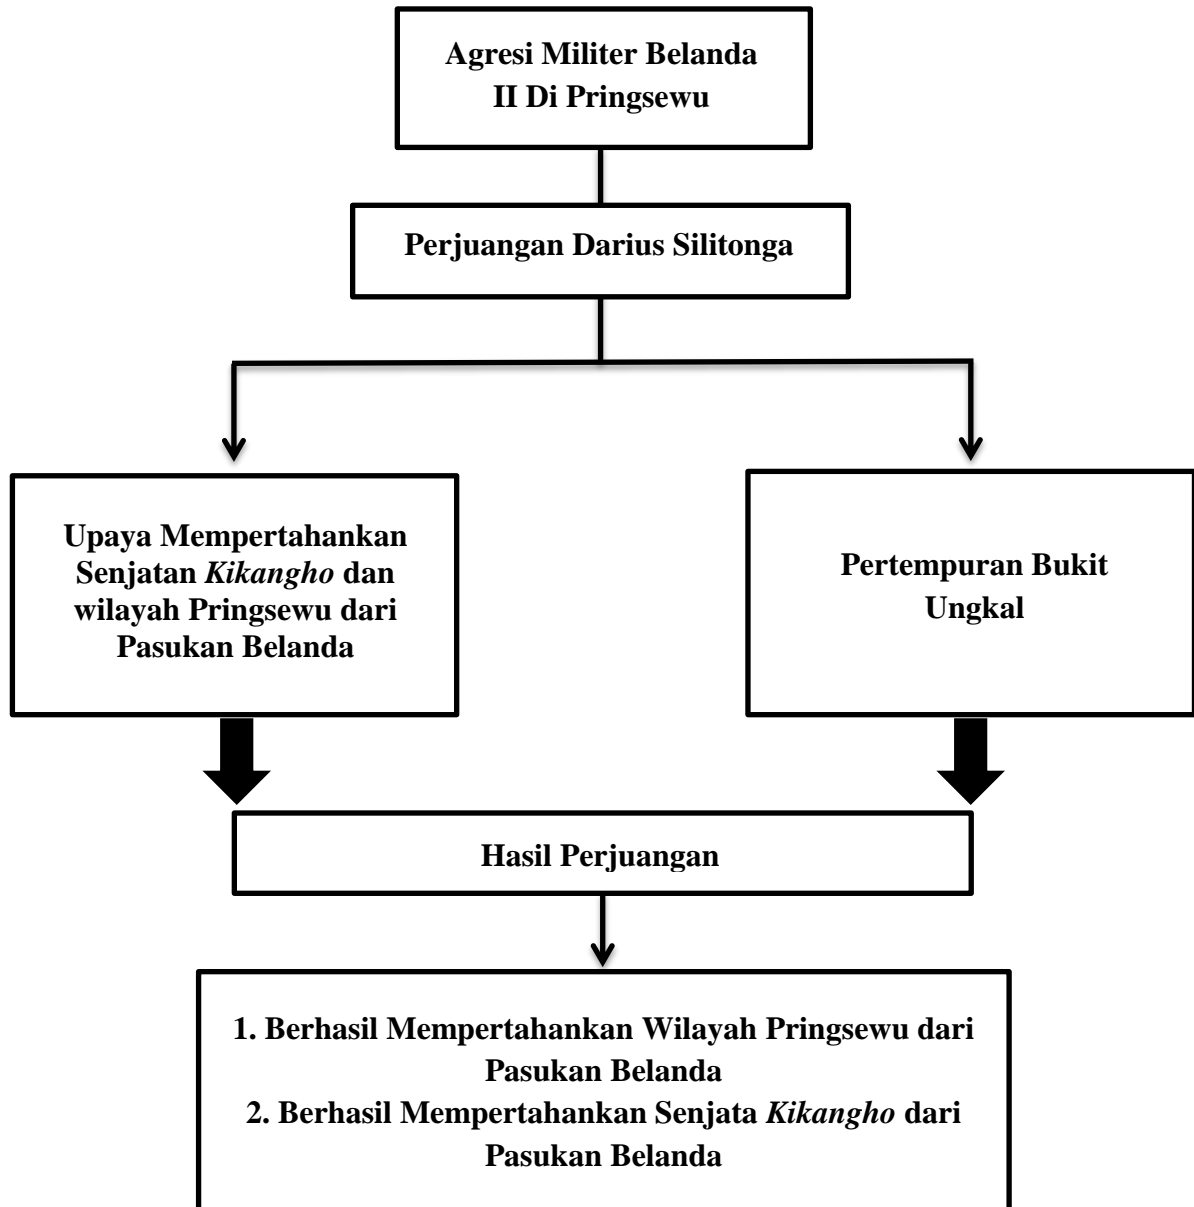 Agresi Militer Belanda
II Di Pringsewu
Perjuangan Darius Silitonga
Upaya Mempertahankan
Senjatan Kikangho dan
wilayah Pringsewu dari
Pasukan Belanda
Pertempuran Bukit
Ungkal
Hasil Perjuangan
1. Berhasil Mempertahankan Wilayah Pringsewu dari
Pasukan Belanda
2. Berhasil Mempertahankan Senjata Kikangho dari
Pasukan Belanda